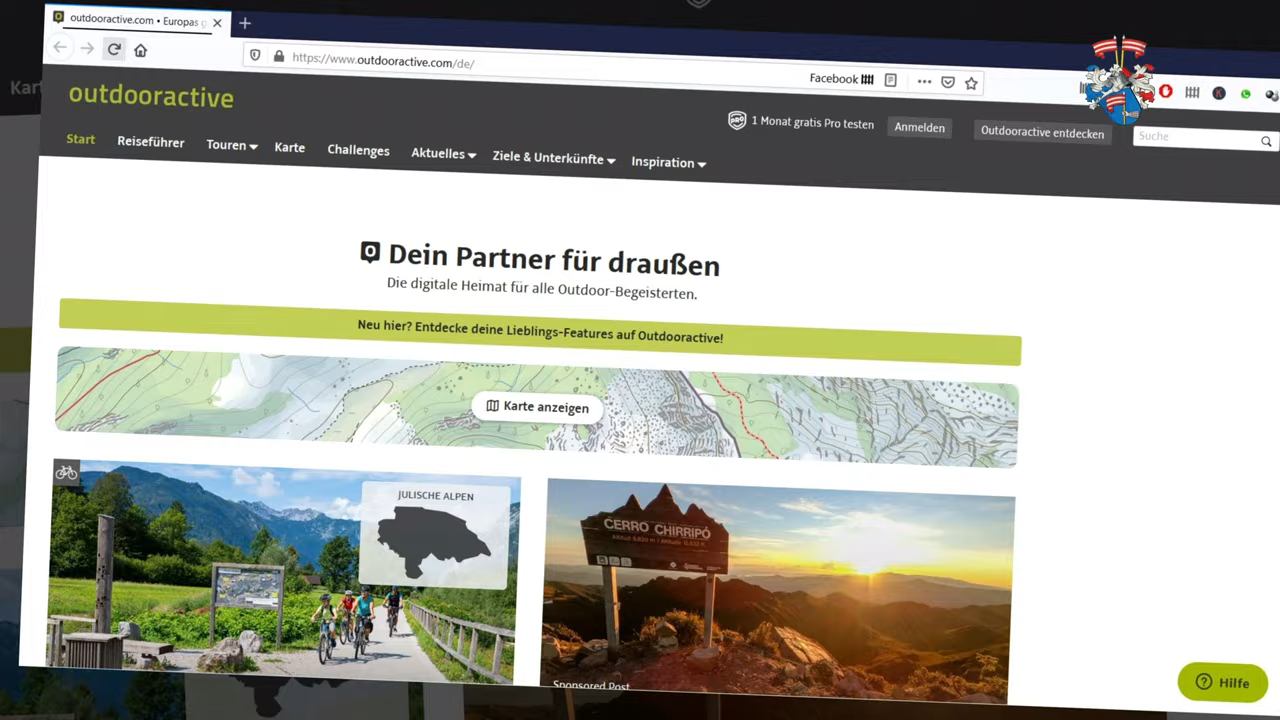 outdooractive.com • Europas
https://www.outdooractive.com/de/
Facebook
outdooractive
1 Monat gratis Pro testen
Anmelden
Outdooractive entdecken
Suche
Start
Reiseführer
Touren
Karte
Challenges
Aktuelles
Ziele & Unterkünfte
Inspiration
Dein Partner für draußen
Die digitale Heimat für alle Outdoor-Begeisterten.
Neu hier? Entdecke deine Lieblings-Features auf Outdooractive!
Karte anzeigen
JULISCHE ALPEN
CERRO CHIRRIPÓ
Sponsored Post
Hilfe